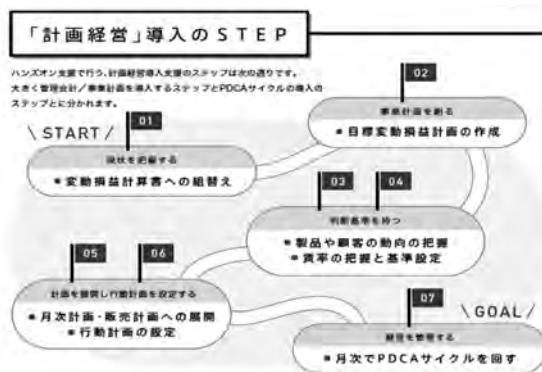 「計画経営」導入のSTEP
ハンズオン支援で行う、計画経営導入支援のステップは次の通りです。
大きく管理会計／事業計画を導入するステップとPDCAサイクルの導入の
ステップとに分かれます。
02
事業計画を創る
■目標変動損益計画の作成
\ START /
01
現状を把握する
■変動損益計算書への組替え
03
04
判断基準を持つ
■製品や顧客の動向の把握
■賃率の把握と基準設定
05
06
計画を展開し行動計画を設定する
■月次計画・販売計画への展開
■行動計画の設定
07
\ GOAL /
経営を管理する
■月次でPDCAサイクルを回す